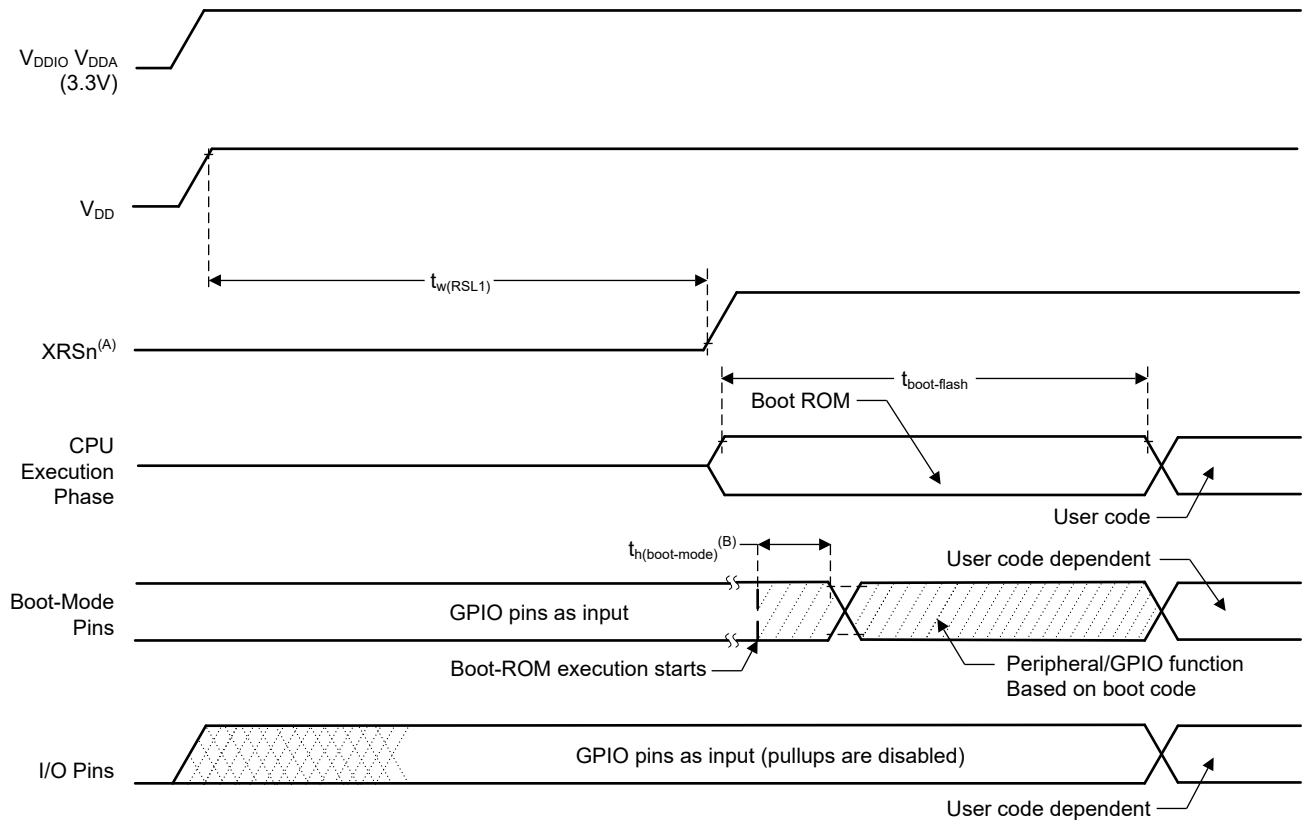 V_DDIO V_DDA
(3.3V)
V_DD
t_w(RSL1)
XRSn^(A)
t_boot-flash
Boot ROM
CPU
Execution
Phase
User code
t_h(boot-mode)^(B)
User code dependent
Boot-Mode
Pins
GPIO pins as input
Boot-ROM execution starts
Peripheral/GPIO function
Based on boot code
I/O Pins
GPIO pins as input (pullups are disabled)
User code dependent